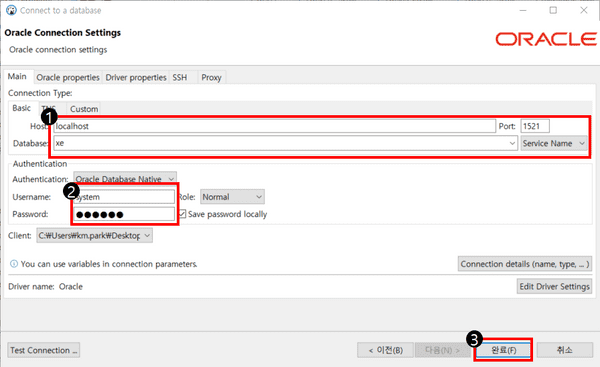 Connect to a database
Oracle Connection Settings
Oracle connection settings
ORACLE
Main Oracle properties Driver properties SSH Proxy
Connection Type:
Basic TNS Custom
1
Host: localhost Port: 1521
Database: xe Service Name
Authentication
Authentication: Oracle Database Native
2
Username: system Role: Normal
Password: ●●●●●● Save password locally
Client: C:₩Users₩km.park₩Desktop
You can use variables in connection parameters. Connection details (name, type, ... )
Driver name: Oracle Edit Driver Settings
3
Test Connection ... < 이전(B) 다음(N) > 완료(F) 취소